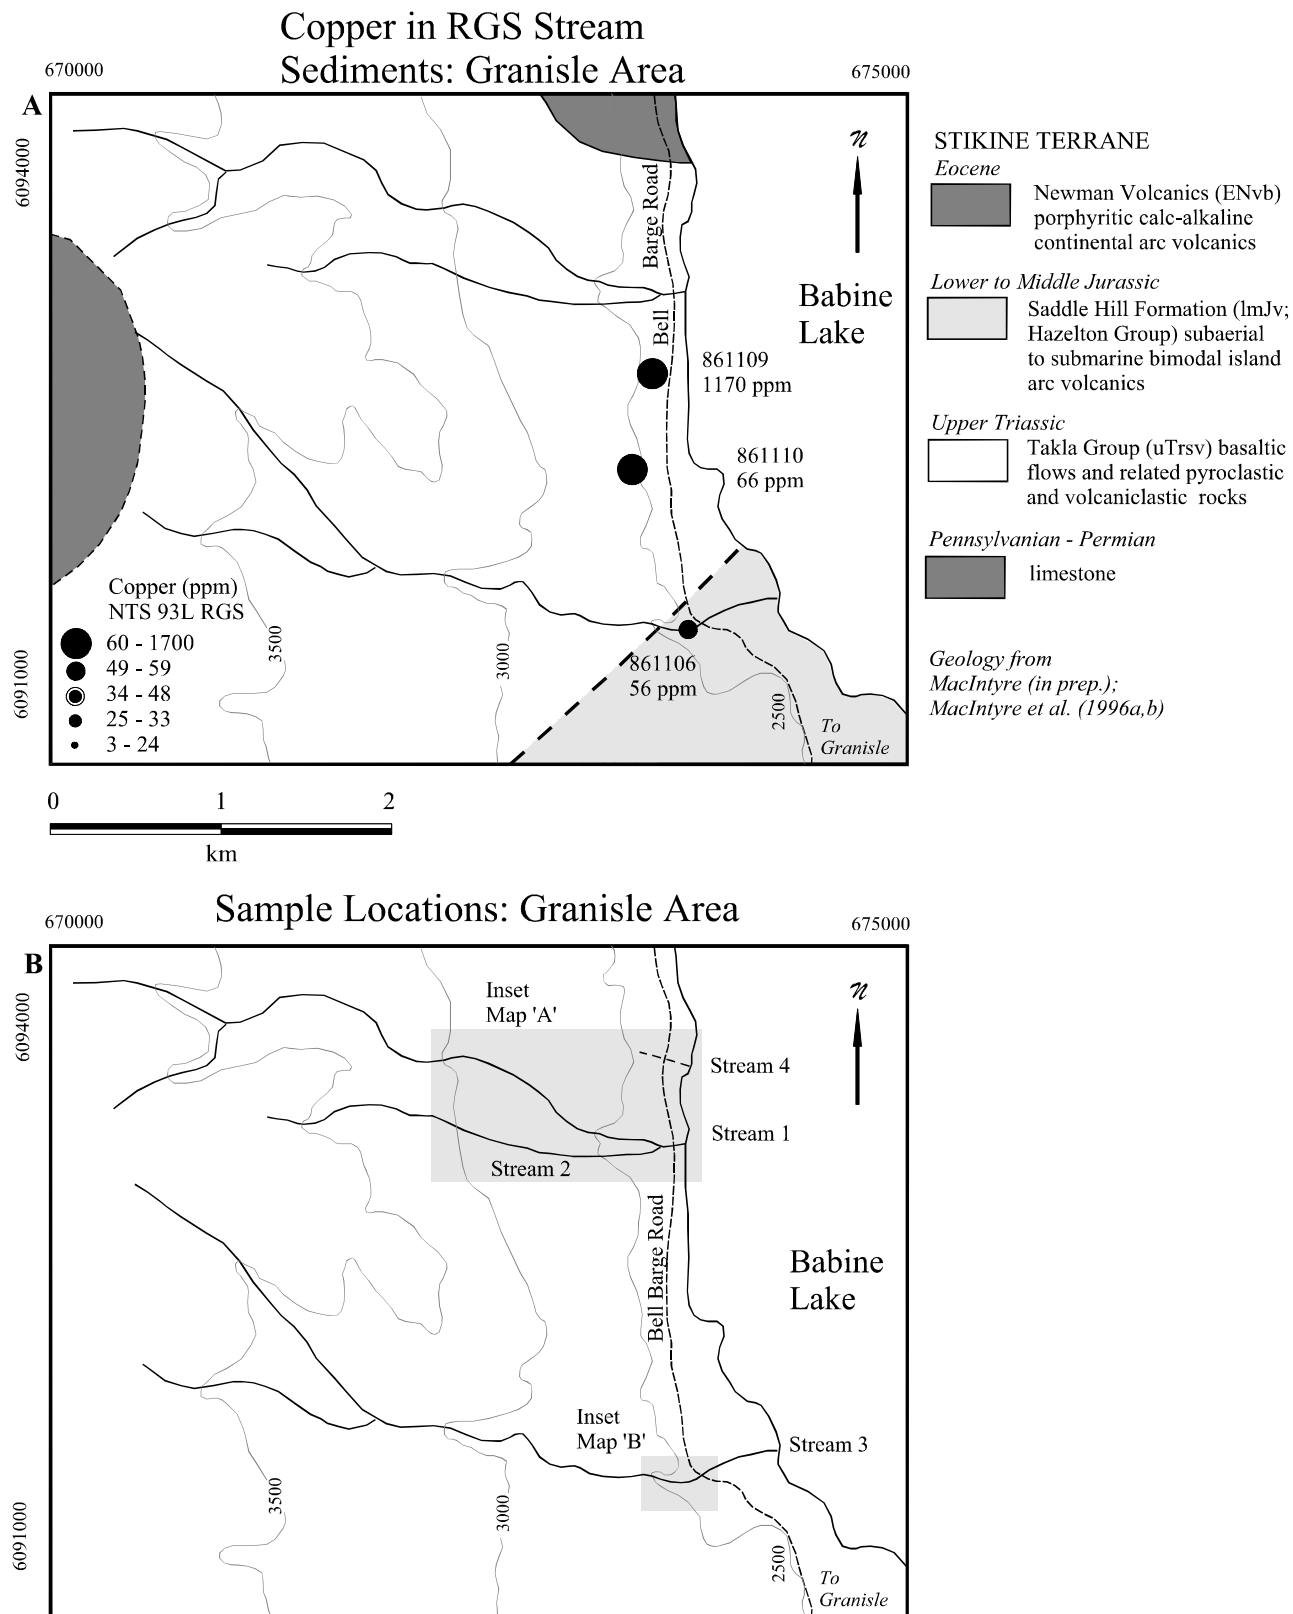 Copper in RGS Stream
Sediments: Granisle Area
670000
675000
A
6094000
6091000
N
Barge Road
Bell
Babine
Lake
861109
1170 ppm
861110
66 ppm
861106
56 ppm
Copper (ppm)
NTS 93L RGS
60 - 1700
49 - 59
34 - 48
25 - 33
3 - 24
3500
3000
2500
To
Granisle
STIKINE TERRANE
Eocene
Newman Volcanics (ENvb)
porphyritic calc-alkaline
continental arc volcanics
Lower to Middle Jurassic
Saddle Hill Formation (lmJv;
Hazelton Group) subaerial
to submarine bimodal island
arc volcanics
Upper Triassic
Takla Group (uTrsv) basaltic
flows and related pyroclastic
and volcaniclastic rocks
Pennsylvanian - Permian
limestone
Geology from
MacIntyre (in prep.);
MacIntyre et al. (1996a,b)
0 1 2
km
Sample Locations: Granisle Area
670000
675000
B
6094000
6091000
N
Inset
Map 'A'
Stream 4
Stream 1
Stream 2
Bell Barge Road
Babine
Lake
Inset
Map 'B'
Stream 3
3500
3000
2500
To
Granisle